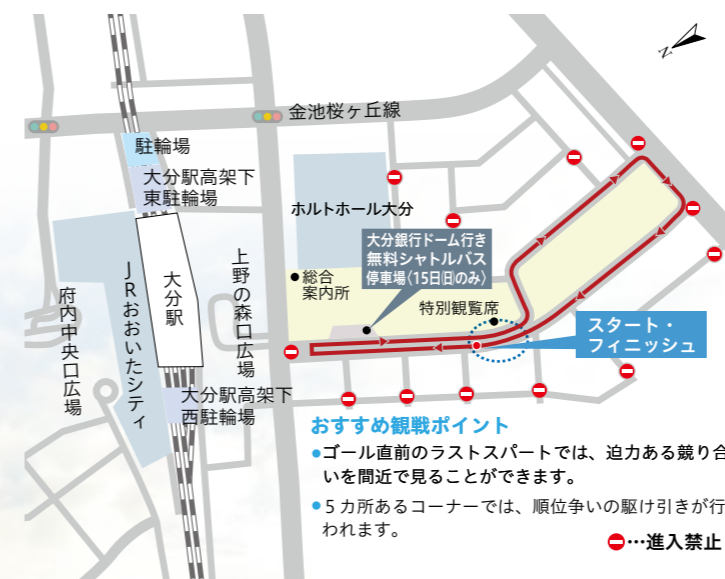 N
金池桜ヶ丘線
駐輪場
大分駅高架下
東駐輪場
ホルトホール大分
大分銀行ドーム行き
無料シャトルバス
停車場〈15日㈰のみ〉
総合
案内所
特別観覧席
上野の森口広場
大分駅
JRおおいたシティ
府内中央口広場
スタート・
フィニッシュ
大分駅高架下
西駐輪場
おすすめ観戦ポイント
●ゴール直前のラストスパートでは、迫力ある競り合
いを間近で見ることができます。
●５カ所あるコーナーでは、順位争いの駆け引きが行
われます。
…進入禁止